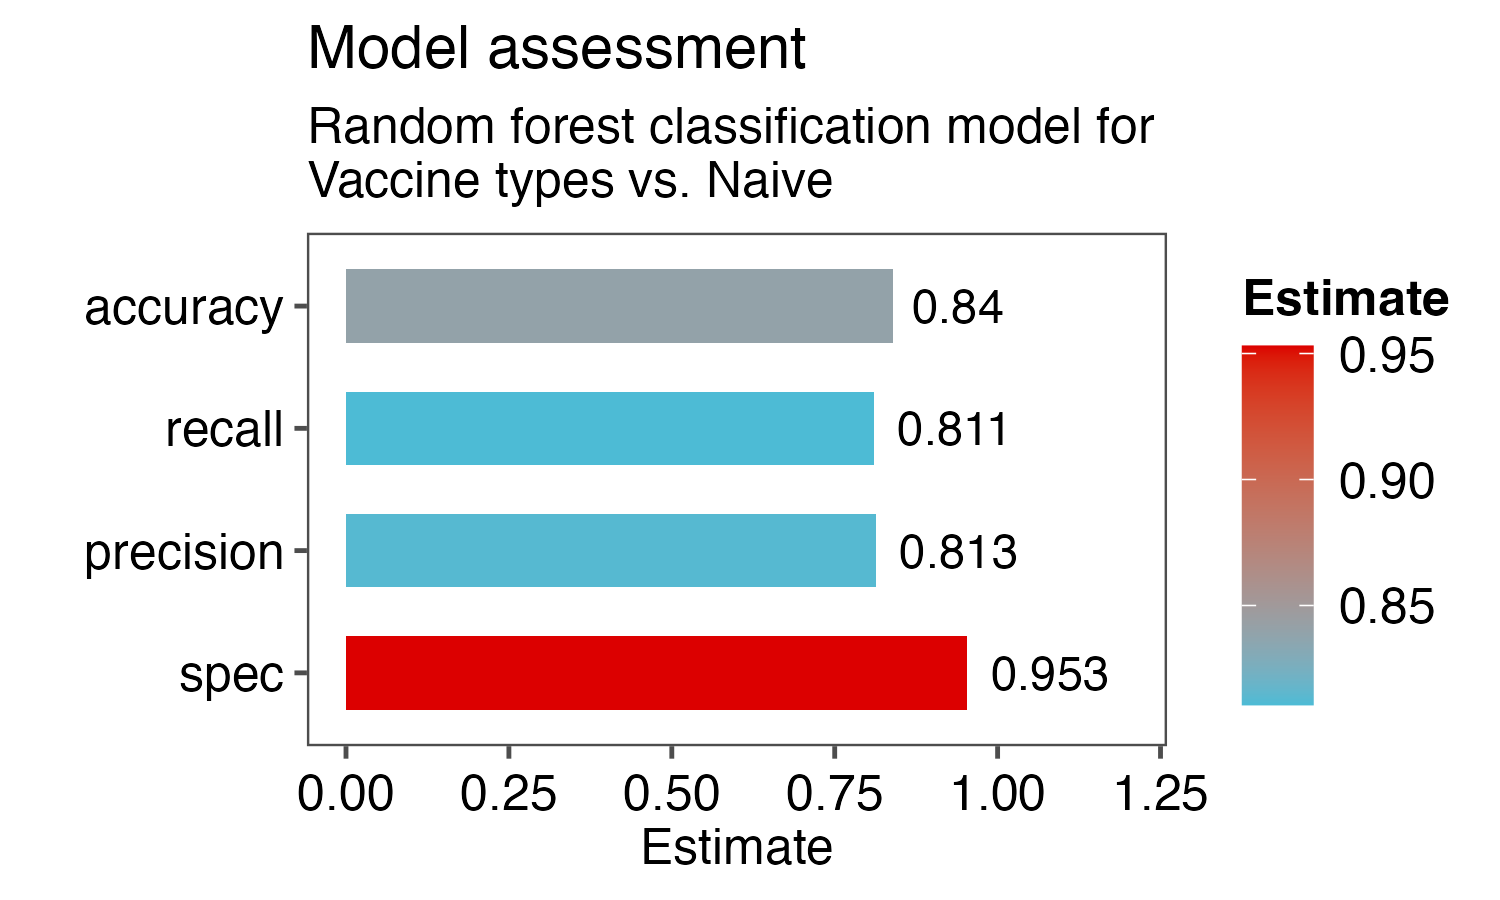 Model assessment
Random forest classification model for
Vaccine types vs. Naive
accuracy
0.84
recall
0.811
precision
0.813
spec
0.953
0.00 0.25 0.50 0.75 1.00 1.25
Estimate
Estimate
0.95
0.90
0.85